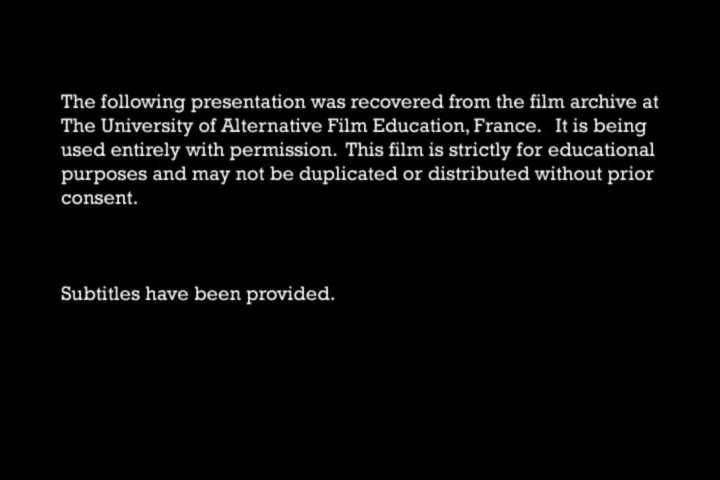 The following presentation was recovered from the film archive at
The University of Alternative Film Education, France.   It is being
used entirely with permission.  This film is strictly for educational
purposes and may not be duplicated or distributed without prior
consent.
Subtitles have been provided.